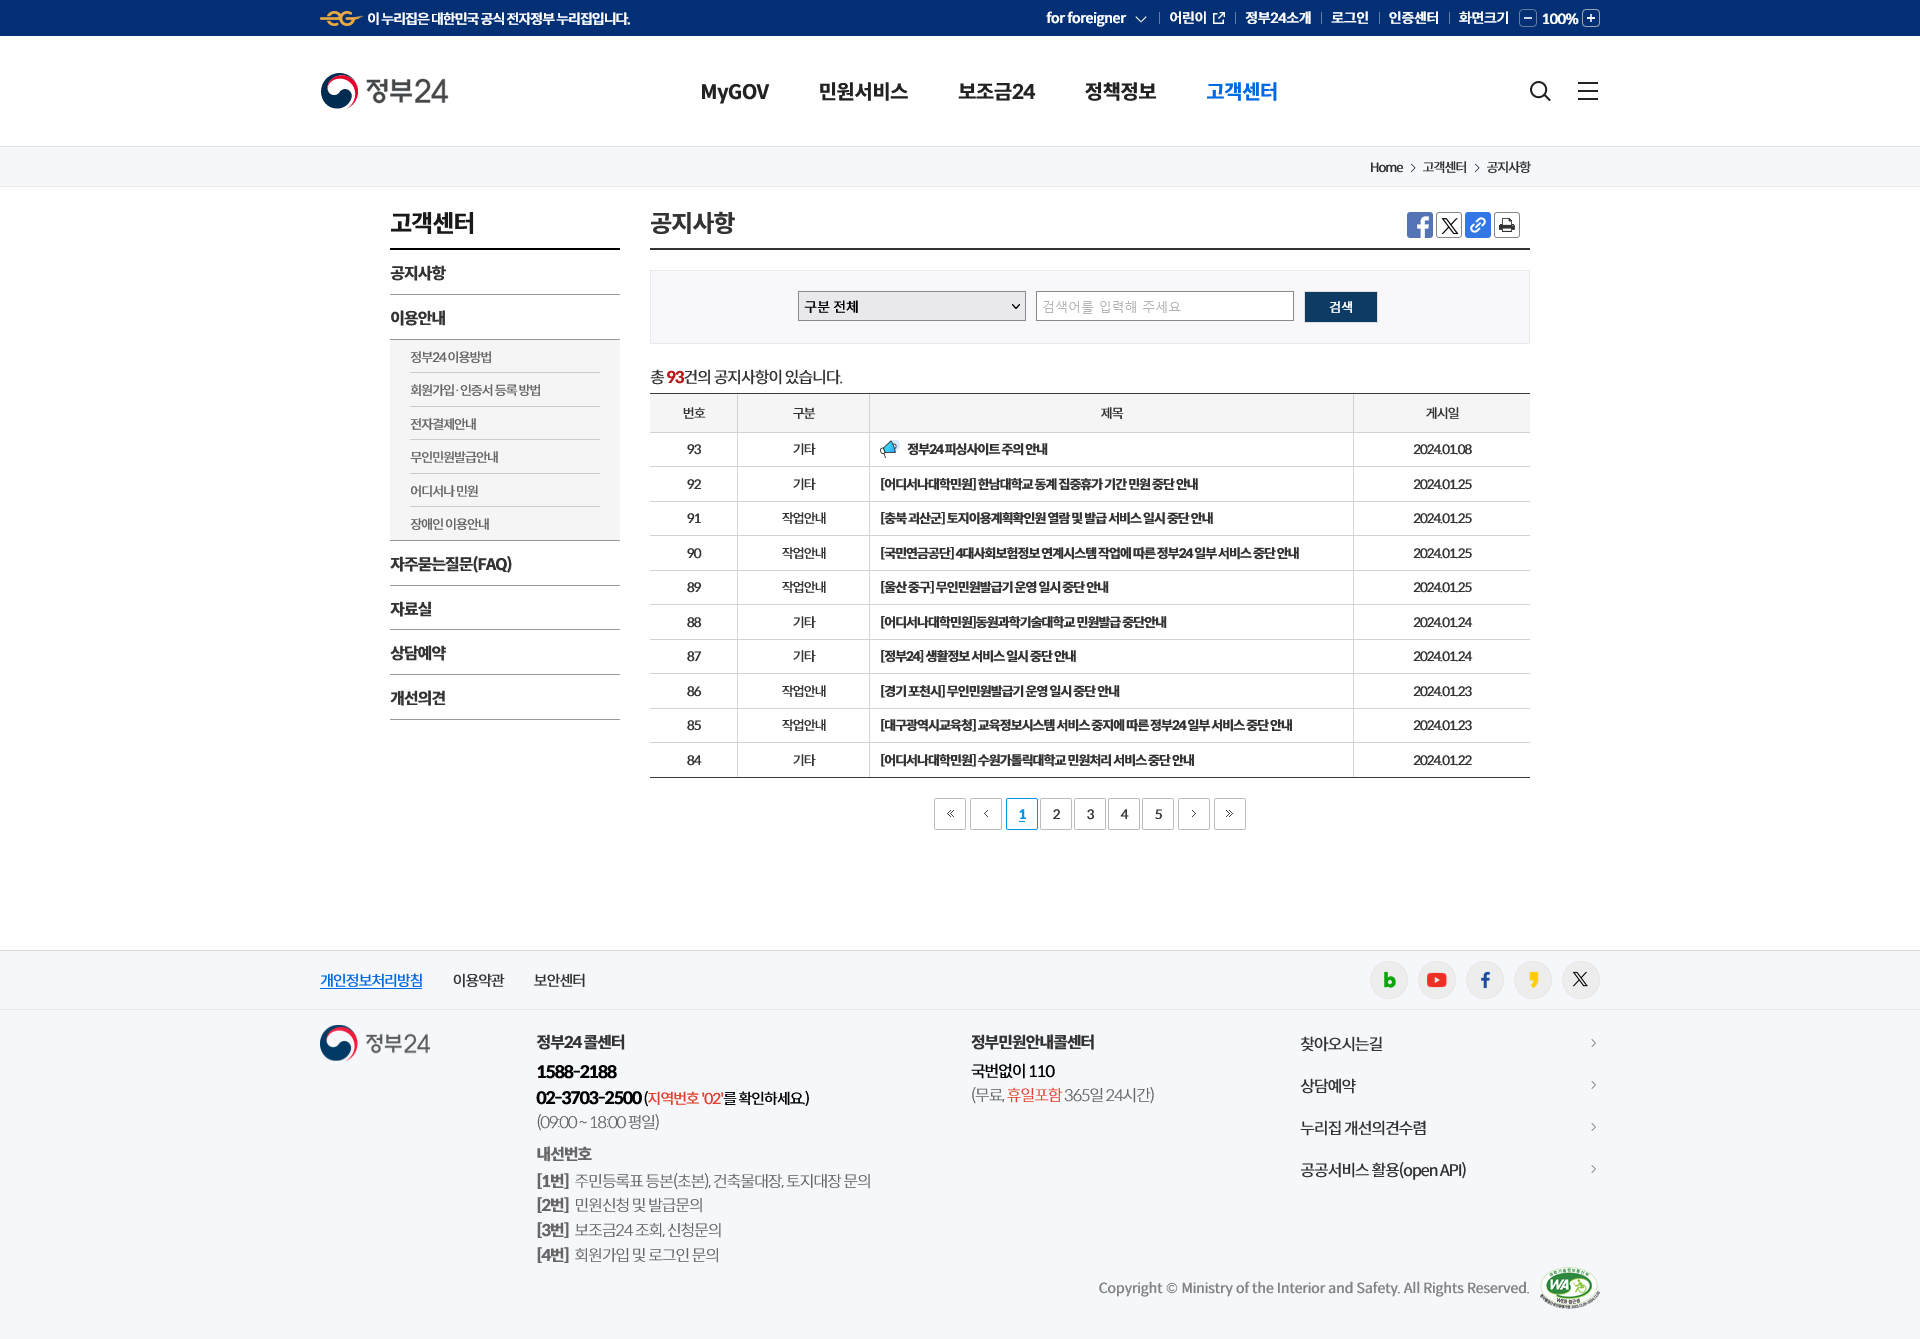 이 누리집은 대한민국 공식 전자정부 누리집입니다.
for foreigner 어린이 정부24소개 로그인 인증센터 화면크기 100%
정부24
MyGOV 민원서비스 보조금24 정책정보 고객센터
Home > 고객센터 > 공지사항
고객센터
공지사항
이용안내
정부24 이용방법
회원가입 · 인증서 등록 방법
전자결제안내
무인민원발급안내
어디서나 민원
장애인 이용안내
자주묻는질문(FAQ)
자료실
상담예약
개선의견
공지사항
구분 전체 검색어를 입력해 주세요 검색
총 93건의 공지사항이 있습니다.
번호 구분 제목 게시일
93 기타 정부24 피싱사이트 주의 안내 2024.01.08
92 기타 [어디서나대학민원] 한남대학교 동계 집중휴가 기간 민원 중단 안내 2024.01.25
91 작업안내 [충북 괴산군] 토지이용계획확인원 열람 및 발급 서비스 일시 중단 안내 2024.01.25
90 작업안내 [국민연금공단] 4대사회보험정보 연계시스템 작업에 따른 정부24 일부 서비스 중단 안내 2024.01.25
89 작업안내 [울산 중구] 무인민원발급기 운영 일시 중단 안내 2024.01.25
88 기타 [어디서나대학민원]동원과학기술대학교 민원발급 중단안내 2024.01.24
87 기타 [정부24] 생활정보 서비스 일시 중단 안내 2024.01.24
86 작업안내 [경기 포천시] 무인민원발급기 운영 일시 중단 안내 2024.01.23
85 작업안내 [대구광역시교육청] 교육정보시스템 서비스 중지에 따른 정부24 일부 서비스 중단 안내 2024.01.23
84 기타 [어디서나대학민원] 수원가톨릭대학교 민원처리 서비스 중단 안내 2024.01.22
1 2 3 4 5
개인정보처리방침 이용약관 보안센터
정부24
정부24 콜센터
1588-2188
02-3703-2500 (지역번호 '02'를 확인하세요.)
(09:00 ~ 18:00 평일)
내선번호
[1번] 주민등록표 등본(초본), 건축물대장, 토지대장 문의
[2번] 민원신청 및 발급문의
[3번] 보조금24 조회, 신청문의
[4번] 회원가입 및 로그인 문의
정부민원안내콜센터
국번없이 110
(무료, 휴일포함 365일 24시간)
찾아오시는길
상담예약
누리집 개선의견수렴
공공서비스 활용(open API)
Copyright © Ministry of the Interior and Safety. All Rights Reserved.
WA